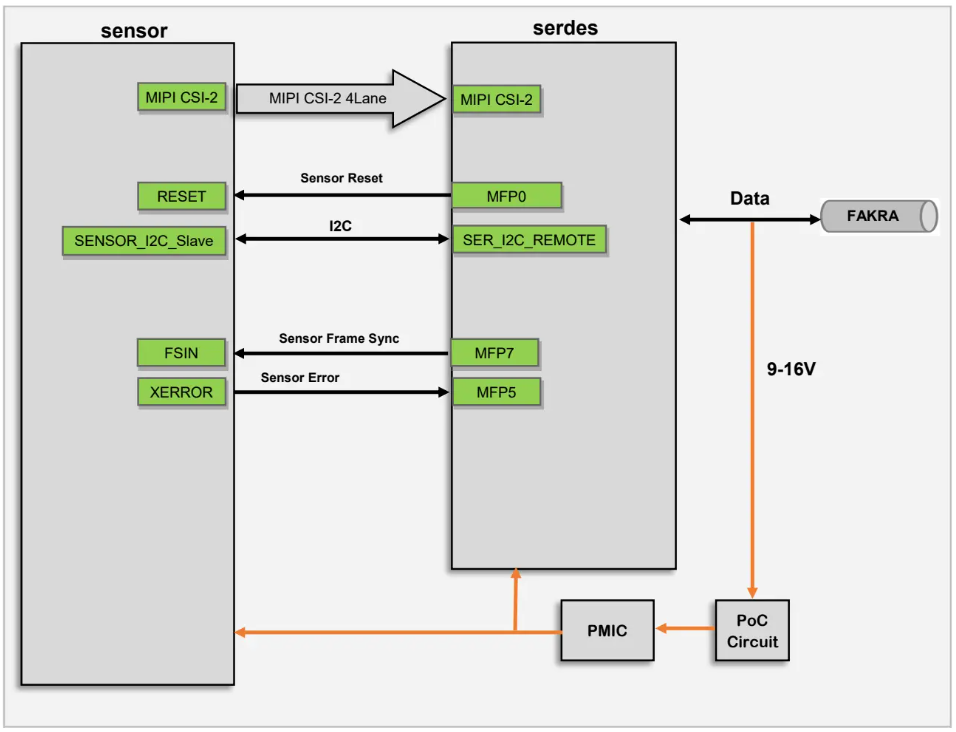 sensor
serdes
MIPI CSI-2
MIPI CSI-2 4Lane
MIPI CSI-2
RESET
Sensor Reset
MFP0
Data
FAKRA
SENSOR_I2C_Slave
I2C
SER_I2C_REMOTE
FSIN
Sensor Frame Sync
MFP7
9-16V
XERROR
Sensor Error
MFP5
PMIC
PoC
Circuit